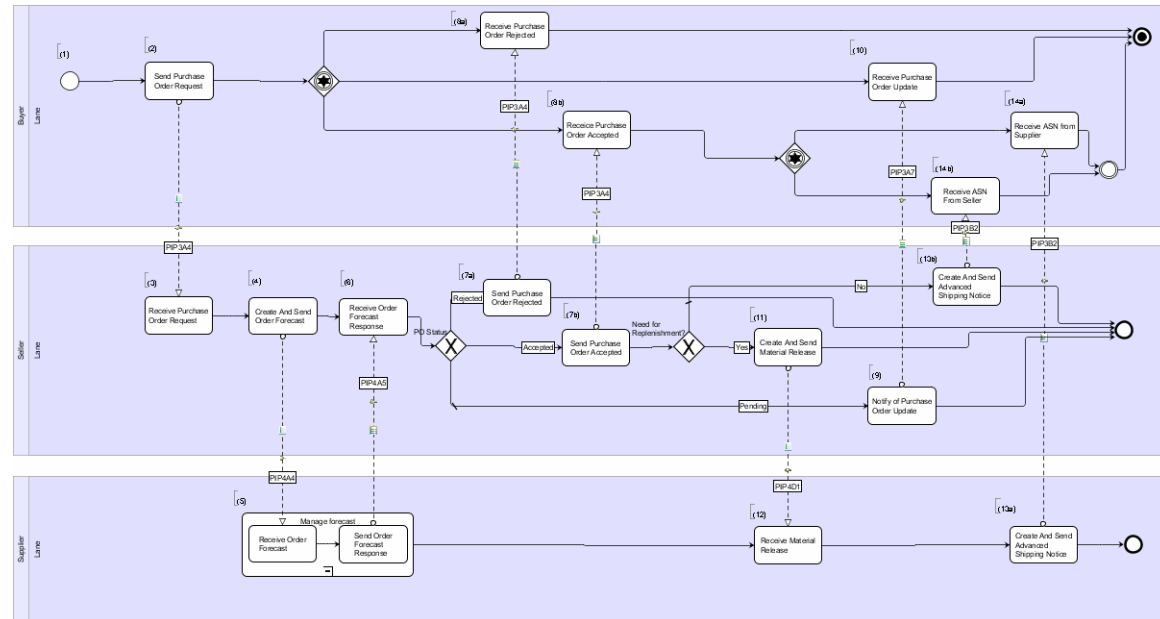 Buyer
Lane
(1)
(2)
Send Purchase
Order Request
(8a)
Receive Purchase
Order Rejected
(10)
Receive Purchase
Order Update
PIP3A4
(8b)
Receice Purchase
Order Accepted
(14a)
Receive ASN from
Supplier
PIP3A7
(14b)
Receive ASN
From Seller
PIP3A4
PIP3B2
PIP3A4
PIP3B2
Seller
Lane
(3)
Receive Purchase
Order Request
(4)
Create And Send
Order Forecast
(6)
Receive Order
Forecast
Response
PO Status
(7a)
Rejected
Send Purchase
Order Rejected
(7b)
Accepted
Send Purchase
Order Accepted
Need for
Replenishment?
No
(13b)
Create And Send
Advanced
Shipping Notice
(11)
Yes
Create And Send
Material Release
(9)
Pending
Notify of Purchase
Order Update
PIP4A5
PIP4A4
PIP4D1
Supplier
Lane
(5)
Manage forecast
Receive Order
Forecast
Send Order
Forecast
Response
(12)
Receive Material
Release
(13a)
Create And Send
Advanced
Shipping Notice